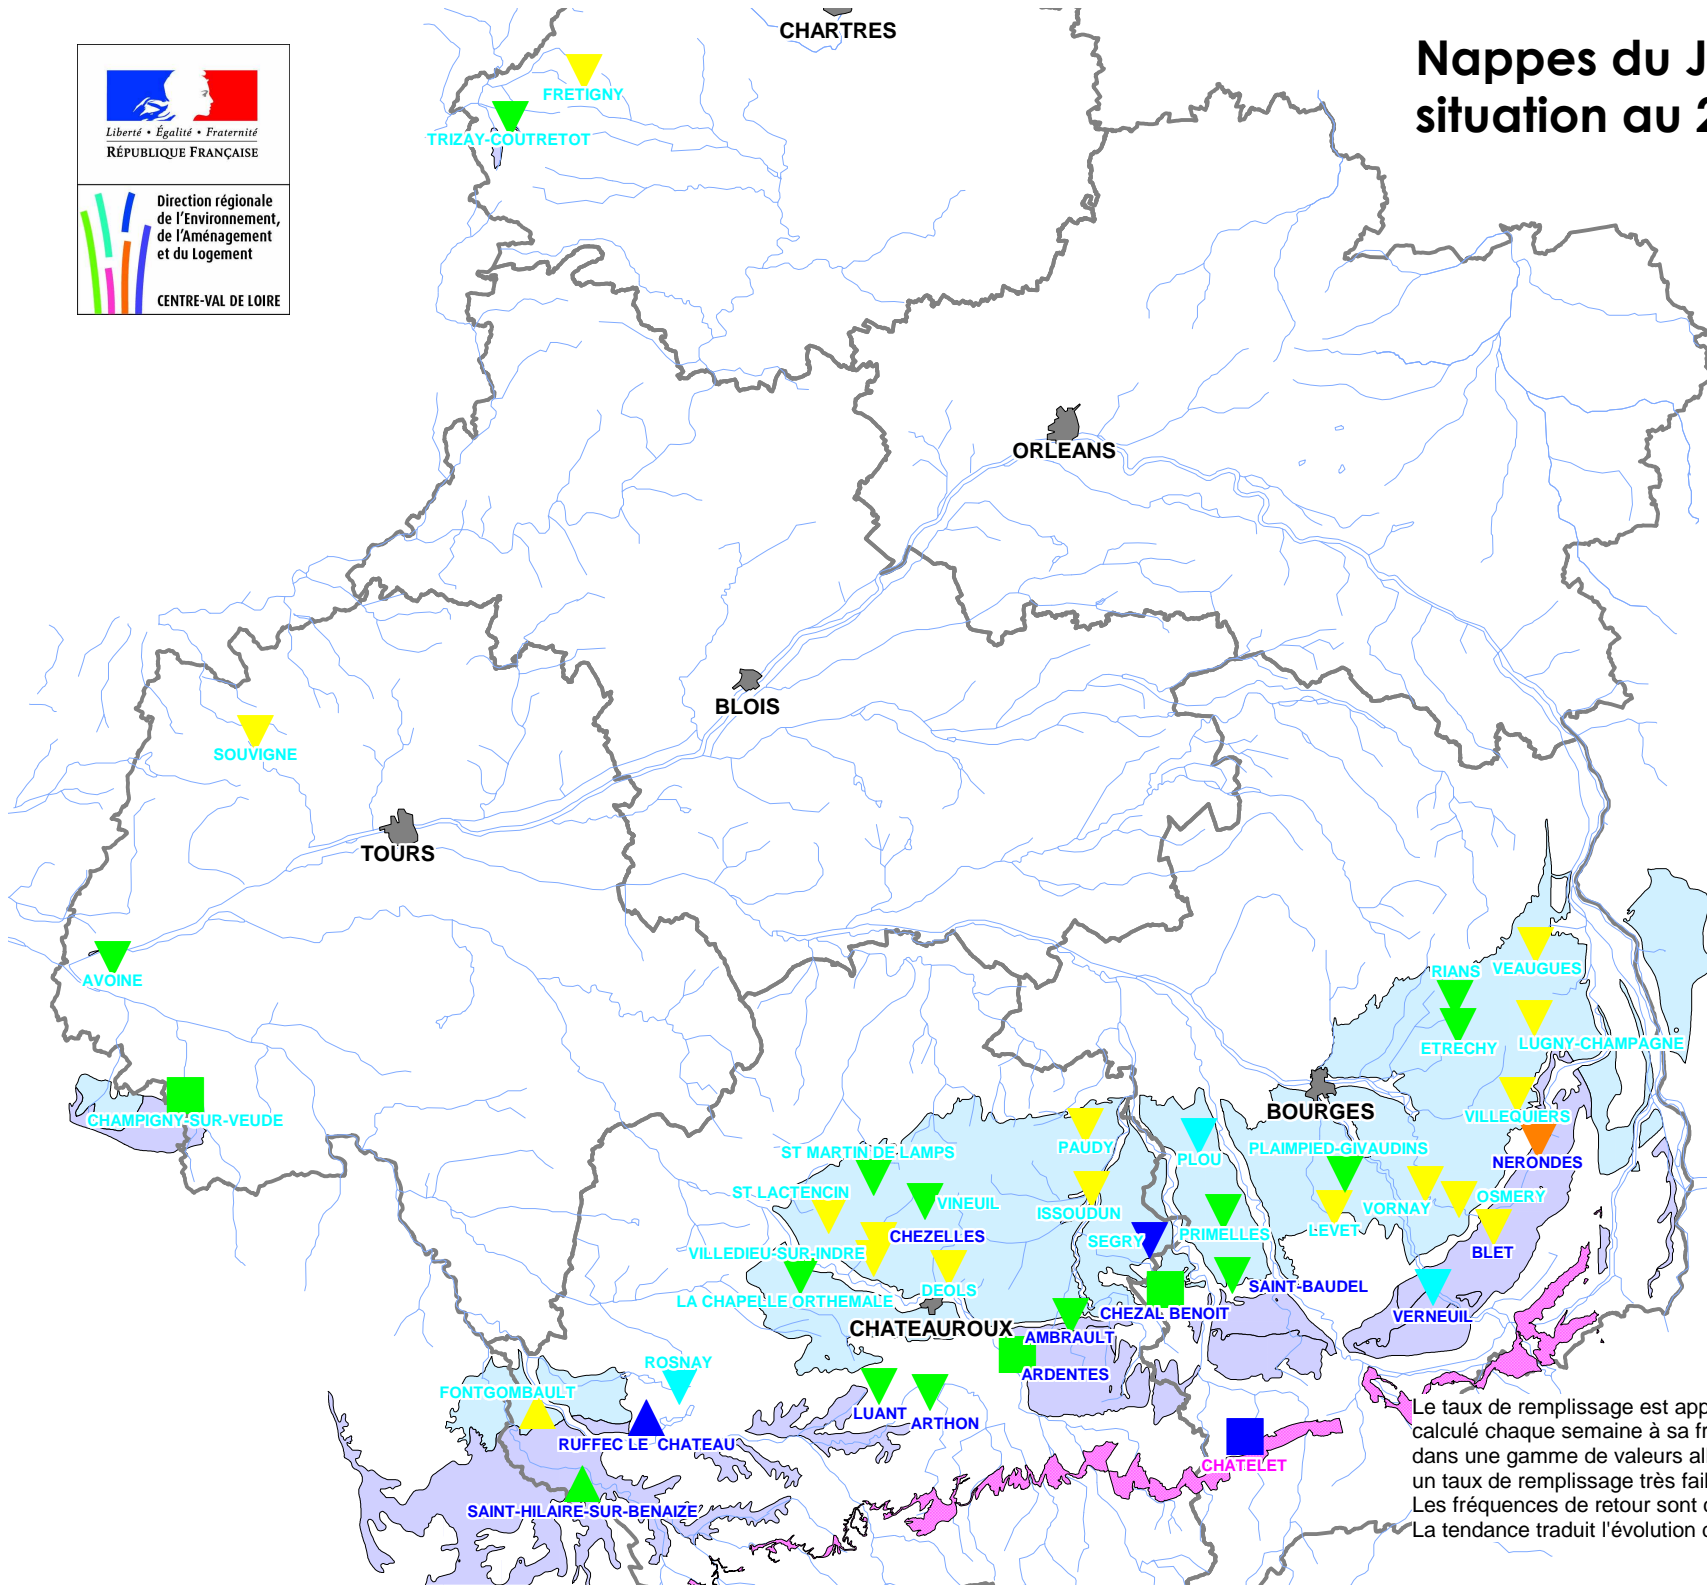 CHARTRES
Nappes du J
situation au 2
FRETIGNY
TRIZAY-COUTRETOT
Liberté • Égalité • Fraternité
RÉPUBLIQUE FRANÇAISE
Direction régionale
de l'Environnement,
de l'Aménagement
et du Logement
CENTRE-VAL DE LOIRE
ORLEANS
BLOIS
SOUVIGNE
TOURS
AVOINE
RIANS
VEAUGUES
ETRECHY
LUGNY-CHAMPAGNE
CHAMPIGNY-SUR-VEUDE
BOURGES
VILLEQUIERS
ST MARTIN DE LAMPS
PAUDY
PLOU
PLAIMPIED-GIVAUDINS
NERONDES
ST LACTENCIN
VINEUIL
ISSOUDUN
VORNAY
OSMERY
CHEZELLES
SEGRY
PRIMELLES
LEVET
VILLEDIEU-SUR-INDRE
BLET
DEOLS
SAINT-BAUDEL
LA CHAPELLE ORTHEMALE
CHEZAL BENOIT
VERNEUIL
CHATEAUROUX
AMBRAULT
ROSNAY
ARDENTES
FONTGOMBAULT
LUANT
ARTHON
RUFFEC LE CHATEAU
CHATELET
SAINT-HILAIRE-SUR-BENAIZE
Le taux de remplissage est app
calculé chaque semaine à sa fr
dans une gamme de valeurs all
un taux de remplissage très faib
Les fréquences de retour sont c
La tendance traduit l'évolution d